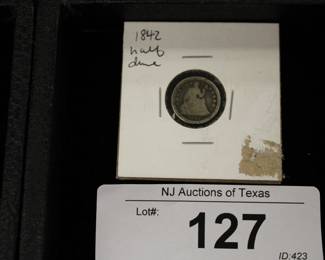 1842
half
dime
NJ Auctions of Texas
Lot#:
127
ID:423